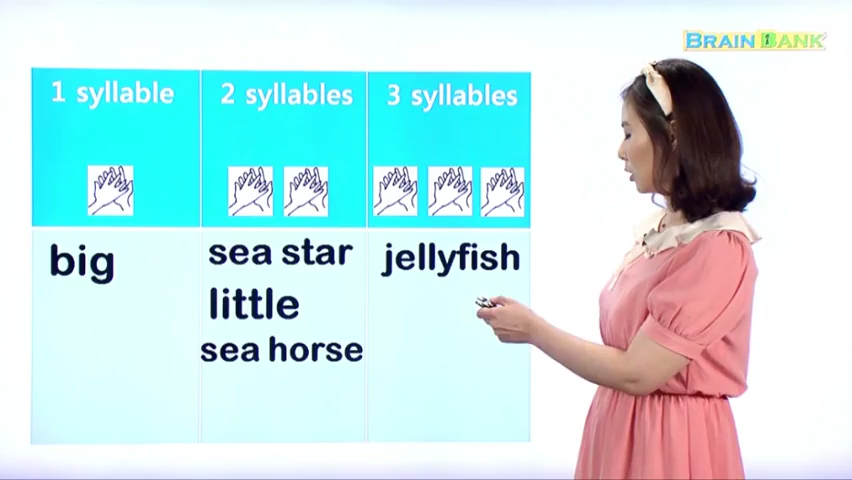 BRAIN BANK
1 syllable
2 syllables
3 syllables
big
sea star
little
sea horse
jellyfish